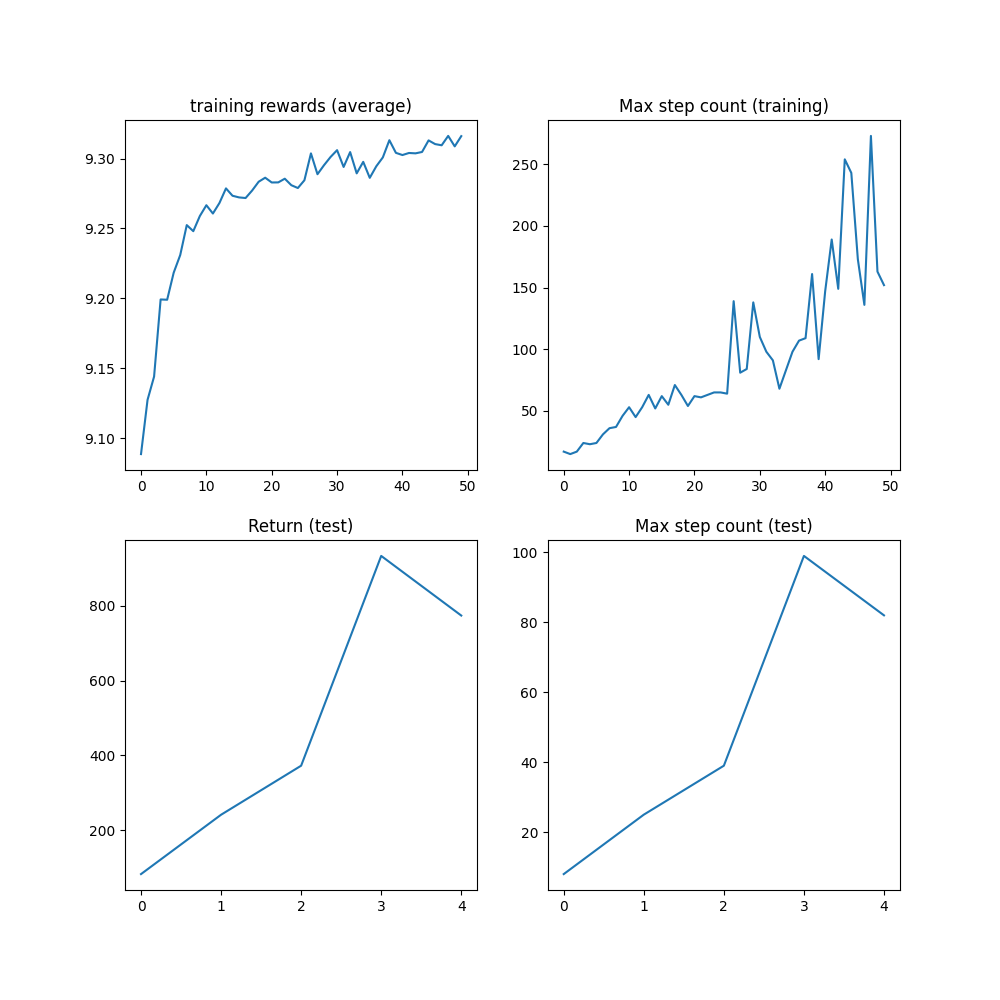 training rewards (average)
9.30
9.25
9.20
9.15
9.10
0 10 20 30 40 50
Max step count (training)
250
200
150
100
50
0 10 20 30 40 50
Return (test)
800
600
400
200
0 1 2 3 4
Max step count (test)
100
80
60
40
20
0 1 2 3 4